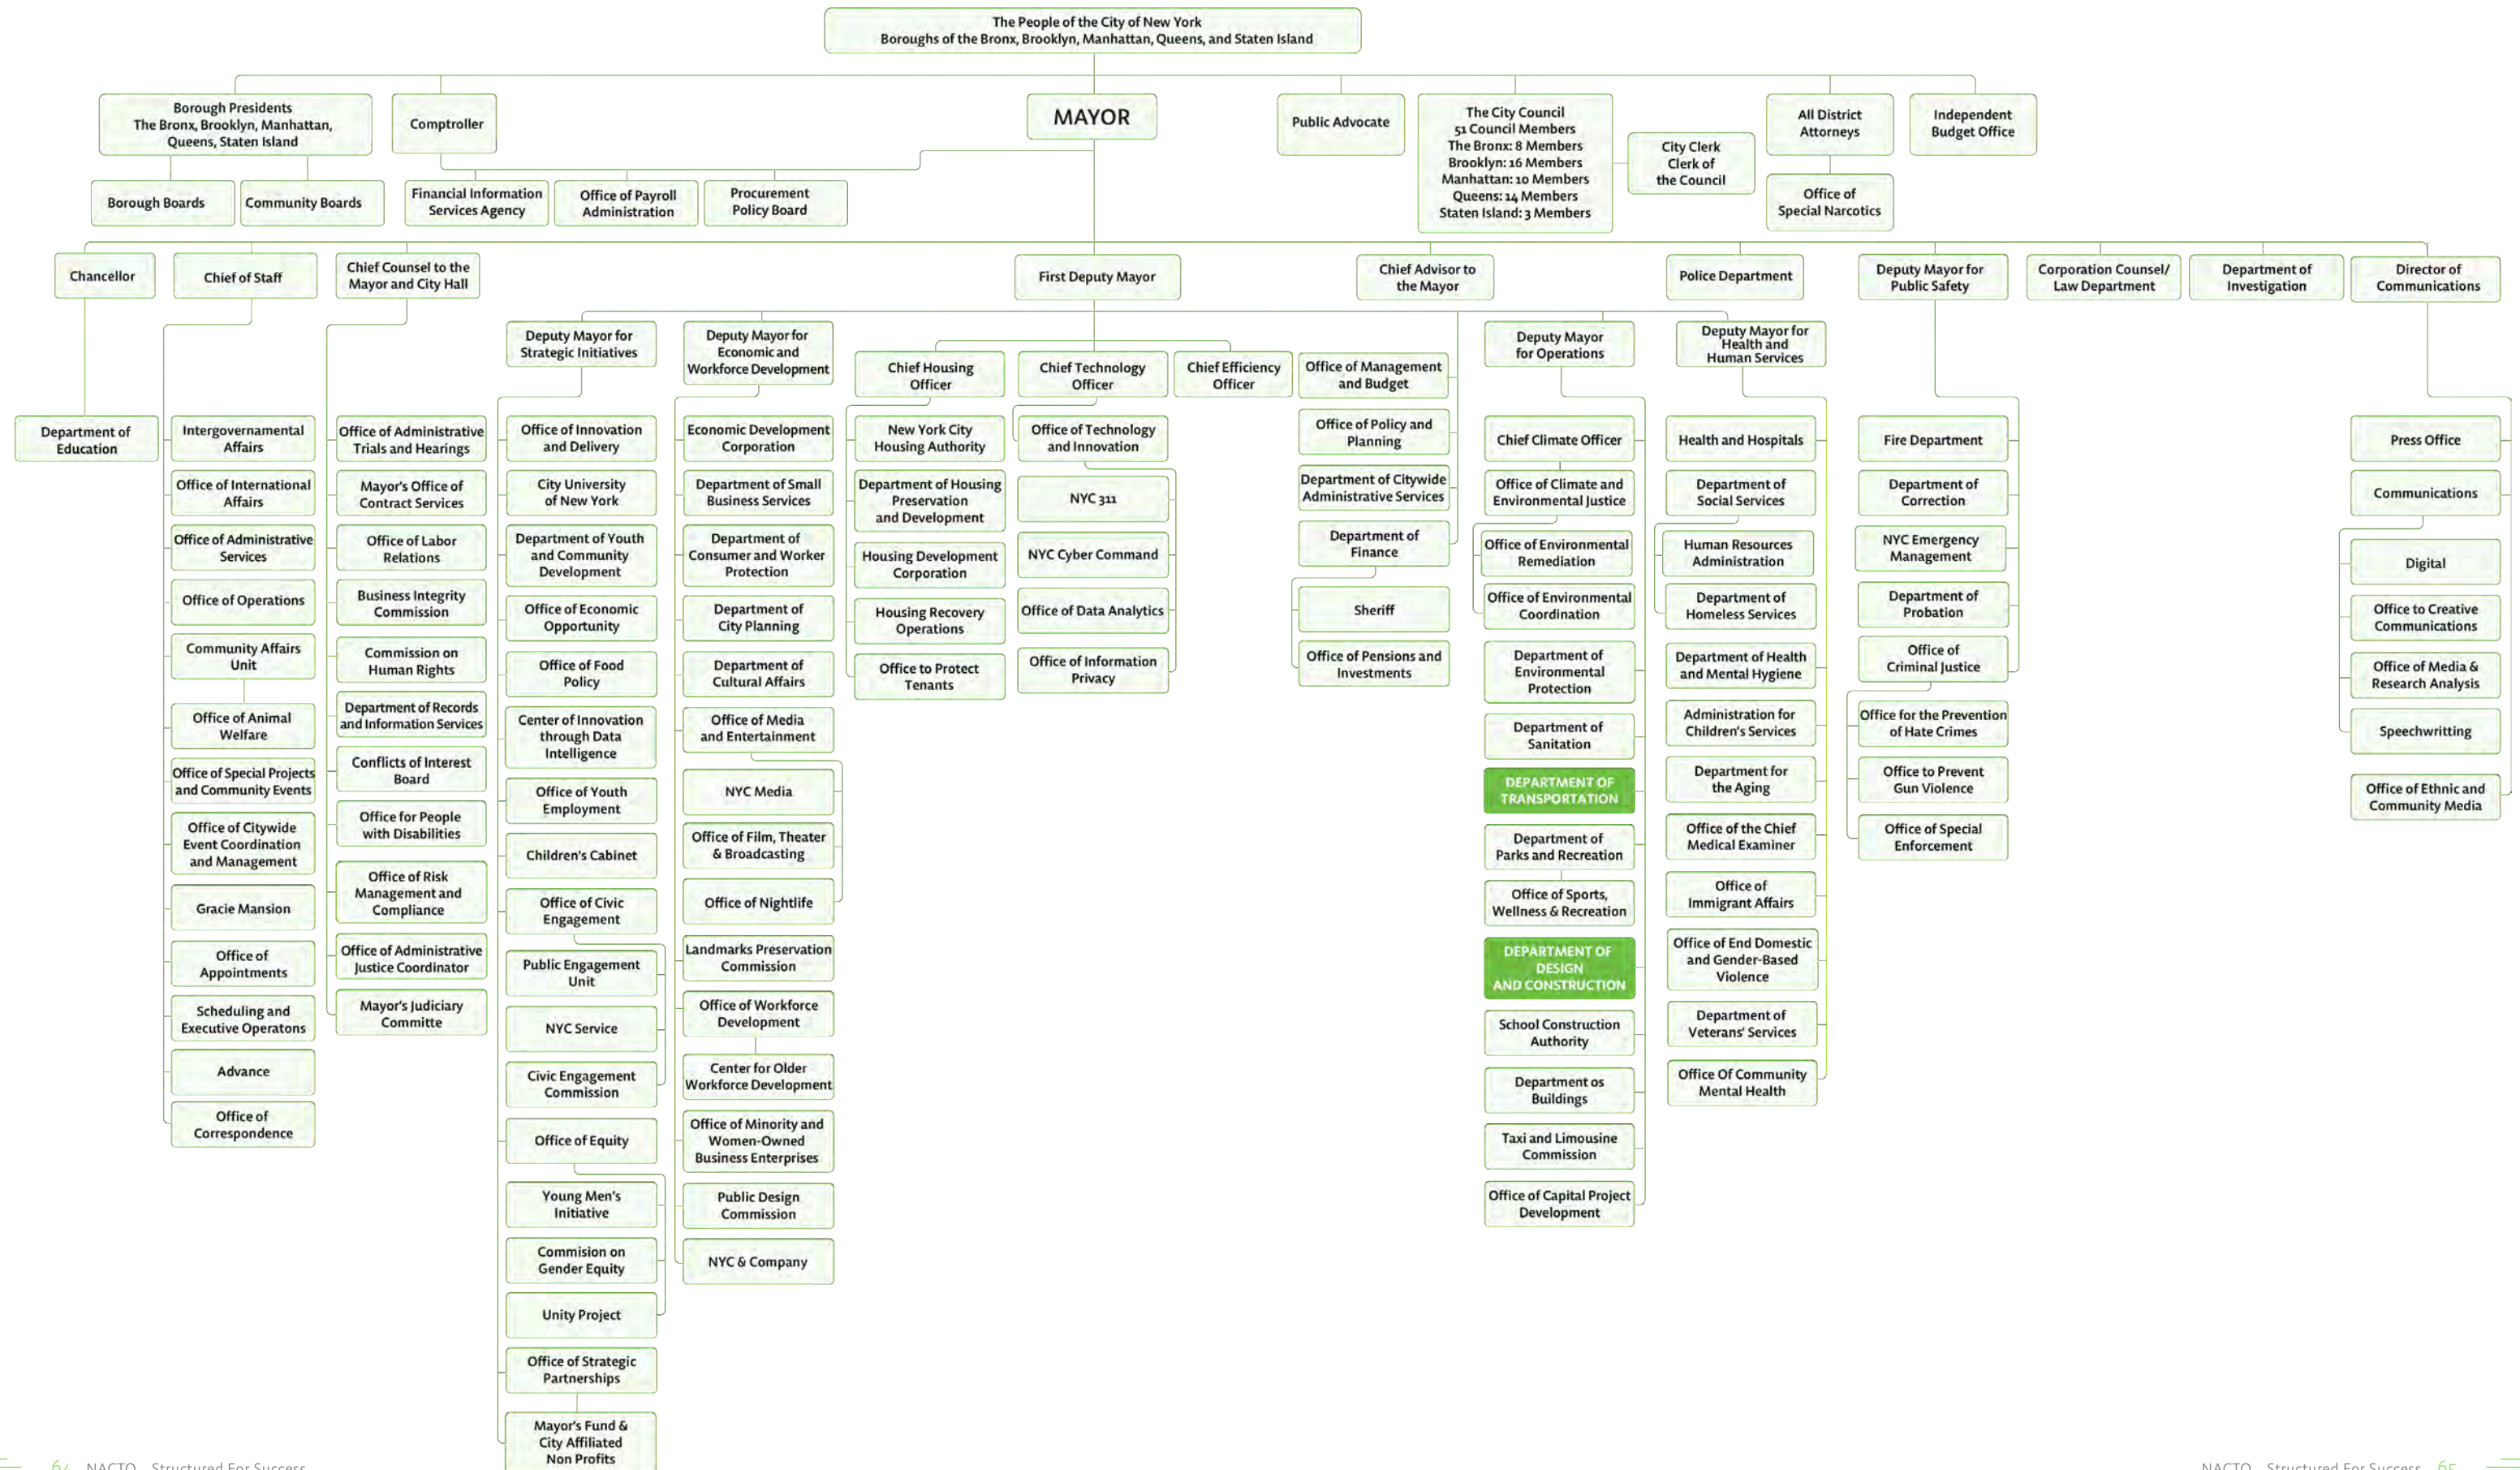 The People of the City of New York
Boroughs of the Bronx, Brooklyn, Manhattan, Queens, and Staten Island
Borough Presidents
The Bronx, Brooklyn, Manhattan,
Queens, Staten Island
Comptroller
MAYOR
Public Advocate
The City Council
51 Council Members
The Bronx: 8 Members
Brooklyn: 16 Members
Manhattan: 10 Members
Queens: 14 Members
Staten Island: 3 Members
City Clerk
Clerk of
the Council
All District
Attorneys
Independent
Budget Office
Borough Boards
Community Boards
Financial Information
Services Agency
Office of Payroll
Administration
Procurement
Policy Board
Office of
Special Narcotics
Chancellor
Chief of Staff
Chief Counsel to the
Mayor and City Hall
First Deputy Mayor
Chief Advisor to
the Mayor
Police Department
Deputy Mayor for
Public Safety
Corporation Counsel/
Law Department
Department of
Investigation
Director of
Communications
Department of
Education
Intergovernamental
Affairs
Office of International
Affairs
Office of Administrative
Services
Office of Operations
Community Affairs
Unit
Office of Animal
Welfare
Office of Special Projects
and Community Events
Office of Citywide
Event Coordination
and Management
Gracie Mansion
Office of
Appointments
Scheduling and
Executive Operatons
Advance
Office of
Correspondence
Office of Administrative
Trials and Hearings
Mayor's Office of
Contract Services
Office of Labor
Relations
Business Integrity
Commission
Commission on
Human Rights
Department of Records
and Information Services
Conflicts of Interest
Board
Office for People
with Disabilities
Office of Risk
Management and
Compliance
Office of Administrative
Justice Coordinator
Mayor's Judiciary
Committe
Deputy Mayor for
Strategic Initiatives
Office of Innovation
and Delivery
City University
of New York
Department of Youth
and Community
Development
Office of Economic
Opportunity
Office of Food
Policy
Center of Innovation
through Data
Intelligence
Office of Youth
Employment
Children's Cabinet
Office of Civic
Engagement
Public Engagement
Unit
NYC Service
Civic Engagement
Commission
Office of Equity
Young Men's
Initiative
Commision on
Gender Equity
Unity Project
Office of Strategic
Partnerships
Mayor's Fund &
City Affiliated
Non Profits
Deputy Mayor for
Economic and
Workforce Development
Economic Development
Corporation
Department of Small
Business Services
Department of
Consumer and Worker
Protection
Department of
City Planning
Department of
Cultural Affairs
Office of Media
and Entertainment
NYC Media
Office of Film, Theater
& Broadcasting
Office of Nightlife
Landmarks Preservation
Commission
Office of Workforce
Development
Center for Older
Workforce Development
Office of Minority and
Women-Owned
Business Enterprises
Public Design
Commission
NYC & Company
Chief Housing
Officer
New York City
Housing Authority
Department of Housing
Preservation
and Development
Housing Development
Corporation
Housing Recovery
Operations
Office to Protect
Tenants
Chief Technology
Officer
Office of Technology
and Innovation
NYC 311
NYC Cyber Command
Office of Data Analytics
Office of Information
Privacy
Chief Efficiency
Officer
Office of Management
and Budget
Office of Policy and
Planning
Department of Citywide
Administrative Services
Department of
Finance
Sheriff
Office of Pensions and
Investments
Deputy Mayor
for Operations
Chief Climate Officer
Office of Climate and
Environmental Justice
Office of Environmental
Remediation
Office of Environmental
Coordination
Department of
Environmental
Protection
Department of
Sanitation
DEPARTMENT OF
TRANSPORTATION
Department of
Parks and Recreation
Office of Sports,
Wellness & Recreation
DEPARTMENT OF
DESIGN
AND CONSTRUCTION
School Construction
Authority
Department os
Buildings
Taxi and Limousine
Commission
Office of Capital Project
Development
Deputy Mayor for
Health and
Human Services
Health and Hospitals
Department of
Social Services
Human Resources
Administration
Department of
Homeless Services
Department of Health
and Mental Hygiene
Administration for
Children's Services
Department for
the Aging
Office of the Chief
Medical Examiner
Office of
Immigrant Affairs
Office of End Domestic
and Gender-Based
Violence
Department of
Veterans' Services
Office Of Community
Mental Health
Fire Department
Department of
Correction
NYC Emergency
Management
Department of
Probation
Office of
Criminal Justice
Office for the Prevention
of Hate Crimes
Office to Prevent
Gun Violence
Office of Special
Enforcement
Press Office
Communications
Digital
Office to Creative
Communications
Office of Media &
Research Analysis
Speechwritting
Office of Ethnic and
Community Media
64 NACTO Structured For Success
NACTO Structured For Success 65